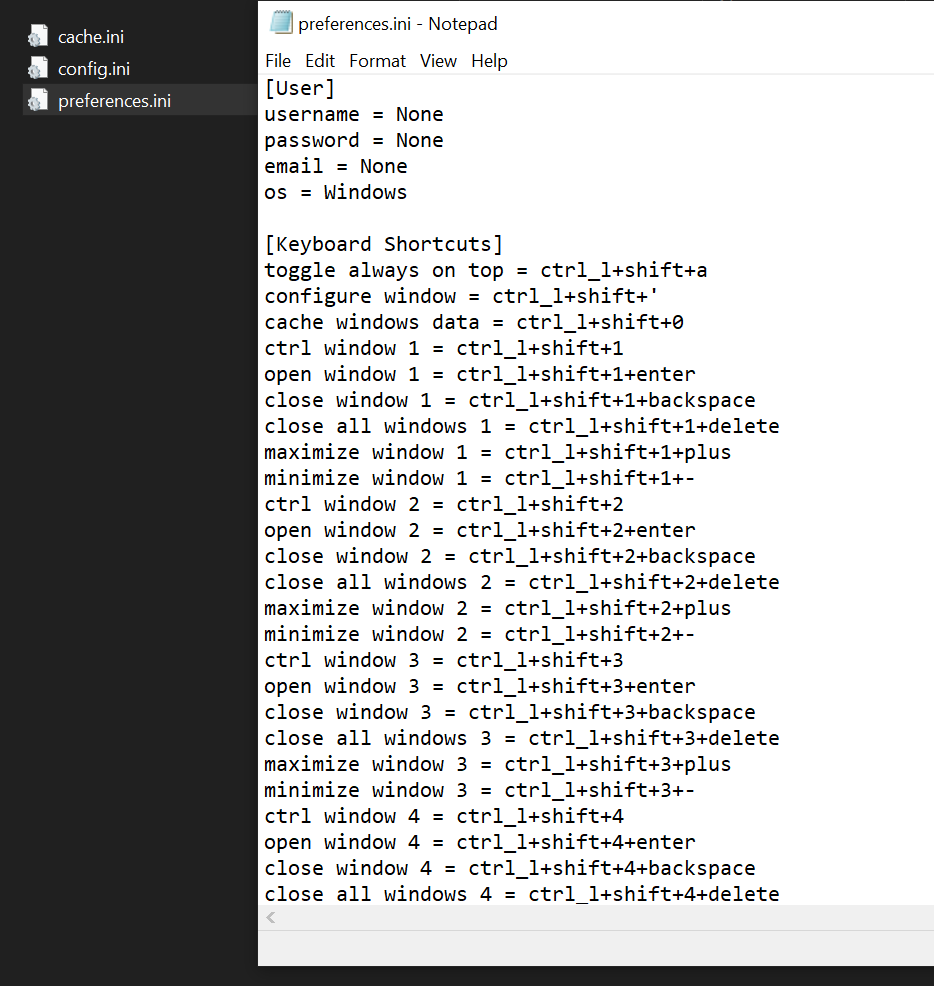 cache.ini
config.ini
preferences.ini
preferences.ini - Notepad
File Edit Format View Help
[User]
username = None
password = None
email = None
os = Windows
[Keyboard Shortcuts]
toggle always on top = ctrl_l+shift+a
configure window = ctrl_l+shift+'
cache windows data = ctrl_l+shift+0
ctrl window 1 = ctrl_l+shift+1
open window 1 = ctrl_l+shift+1+enter
close window 1 = ctrl_l+shift+1+backspace
close all windows 1 = ctrl_l+shift+1+delete
maximize window 1 = ctrl_l+shift+1+plus
minimize window 1 = ctrl_l+shift+1+-
ctrl window 2 = ctrl_l+shift+2
open window 2 = ctrl_l+shift+2+enter
close window 2 = ctrl_l+shift+2+backspace
close all windows 2 = ctrl_l+shift+2+delete
maximize window 2 = ctrl_l+shift+2+plus
minimize window 2 = ctrl_l+shift+2+-
ctrl window 3 = ctrl_l+shift+3
open window 3 = ctrl_l+shift+3+enter
close window 3 = ctrl_l+shift+3+backspace
close all windows 3 = ctrl_l+shift+3+delete
maximize window 3 = ctrl_l+shift+3+plus
minimize window 3 = ctrl_l+shift+3+-
ctrl window 4 = ctrl_l+shift+4
open window 4 = ctrl_l+shift+4+enter
close window 4 = ctrl_l+shift+4+backspace
close all windows 4 = ctrl_l+shift+4+delete